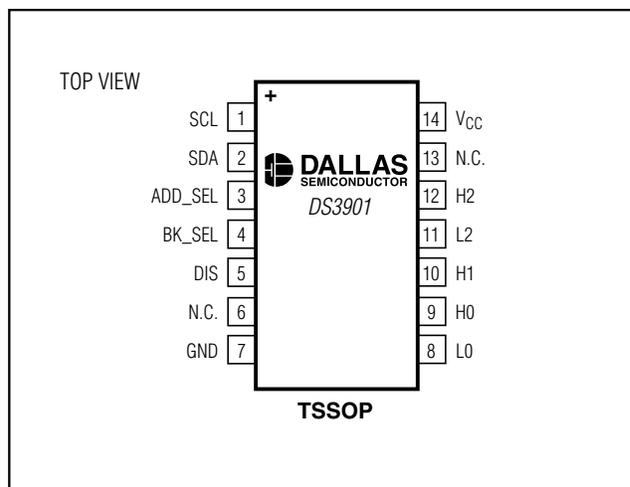 TOP VIEW
+
SCL 1
SDA 2
ADD_SEL 3
BK_SEL 4
DIS 5
N.C. 6
GND 7
DALLAS
SEMICONDUCTOR
DS3901
14 VCC
13 N.C.
12 H2
11 L2
10 H1
9 H0
8 L0
TSSOP